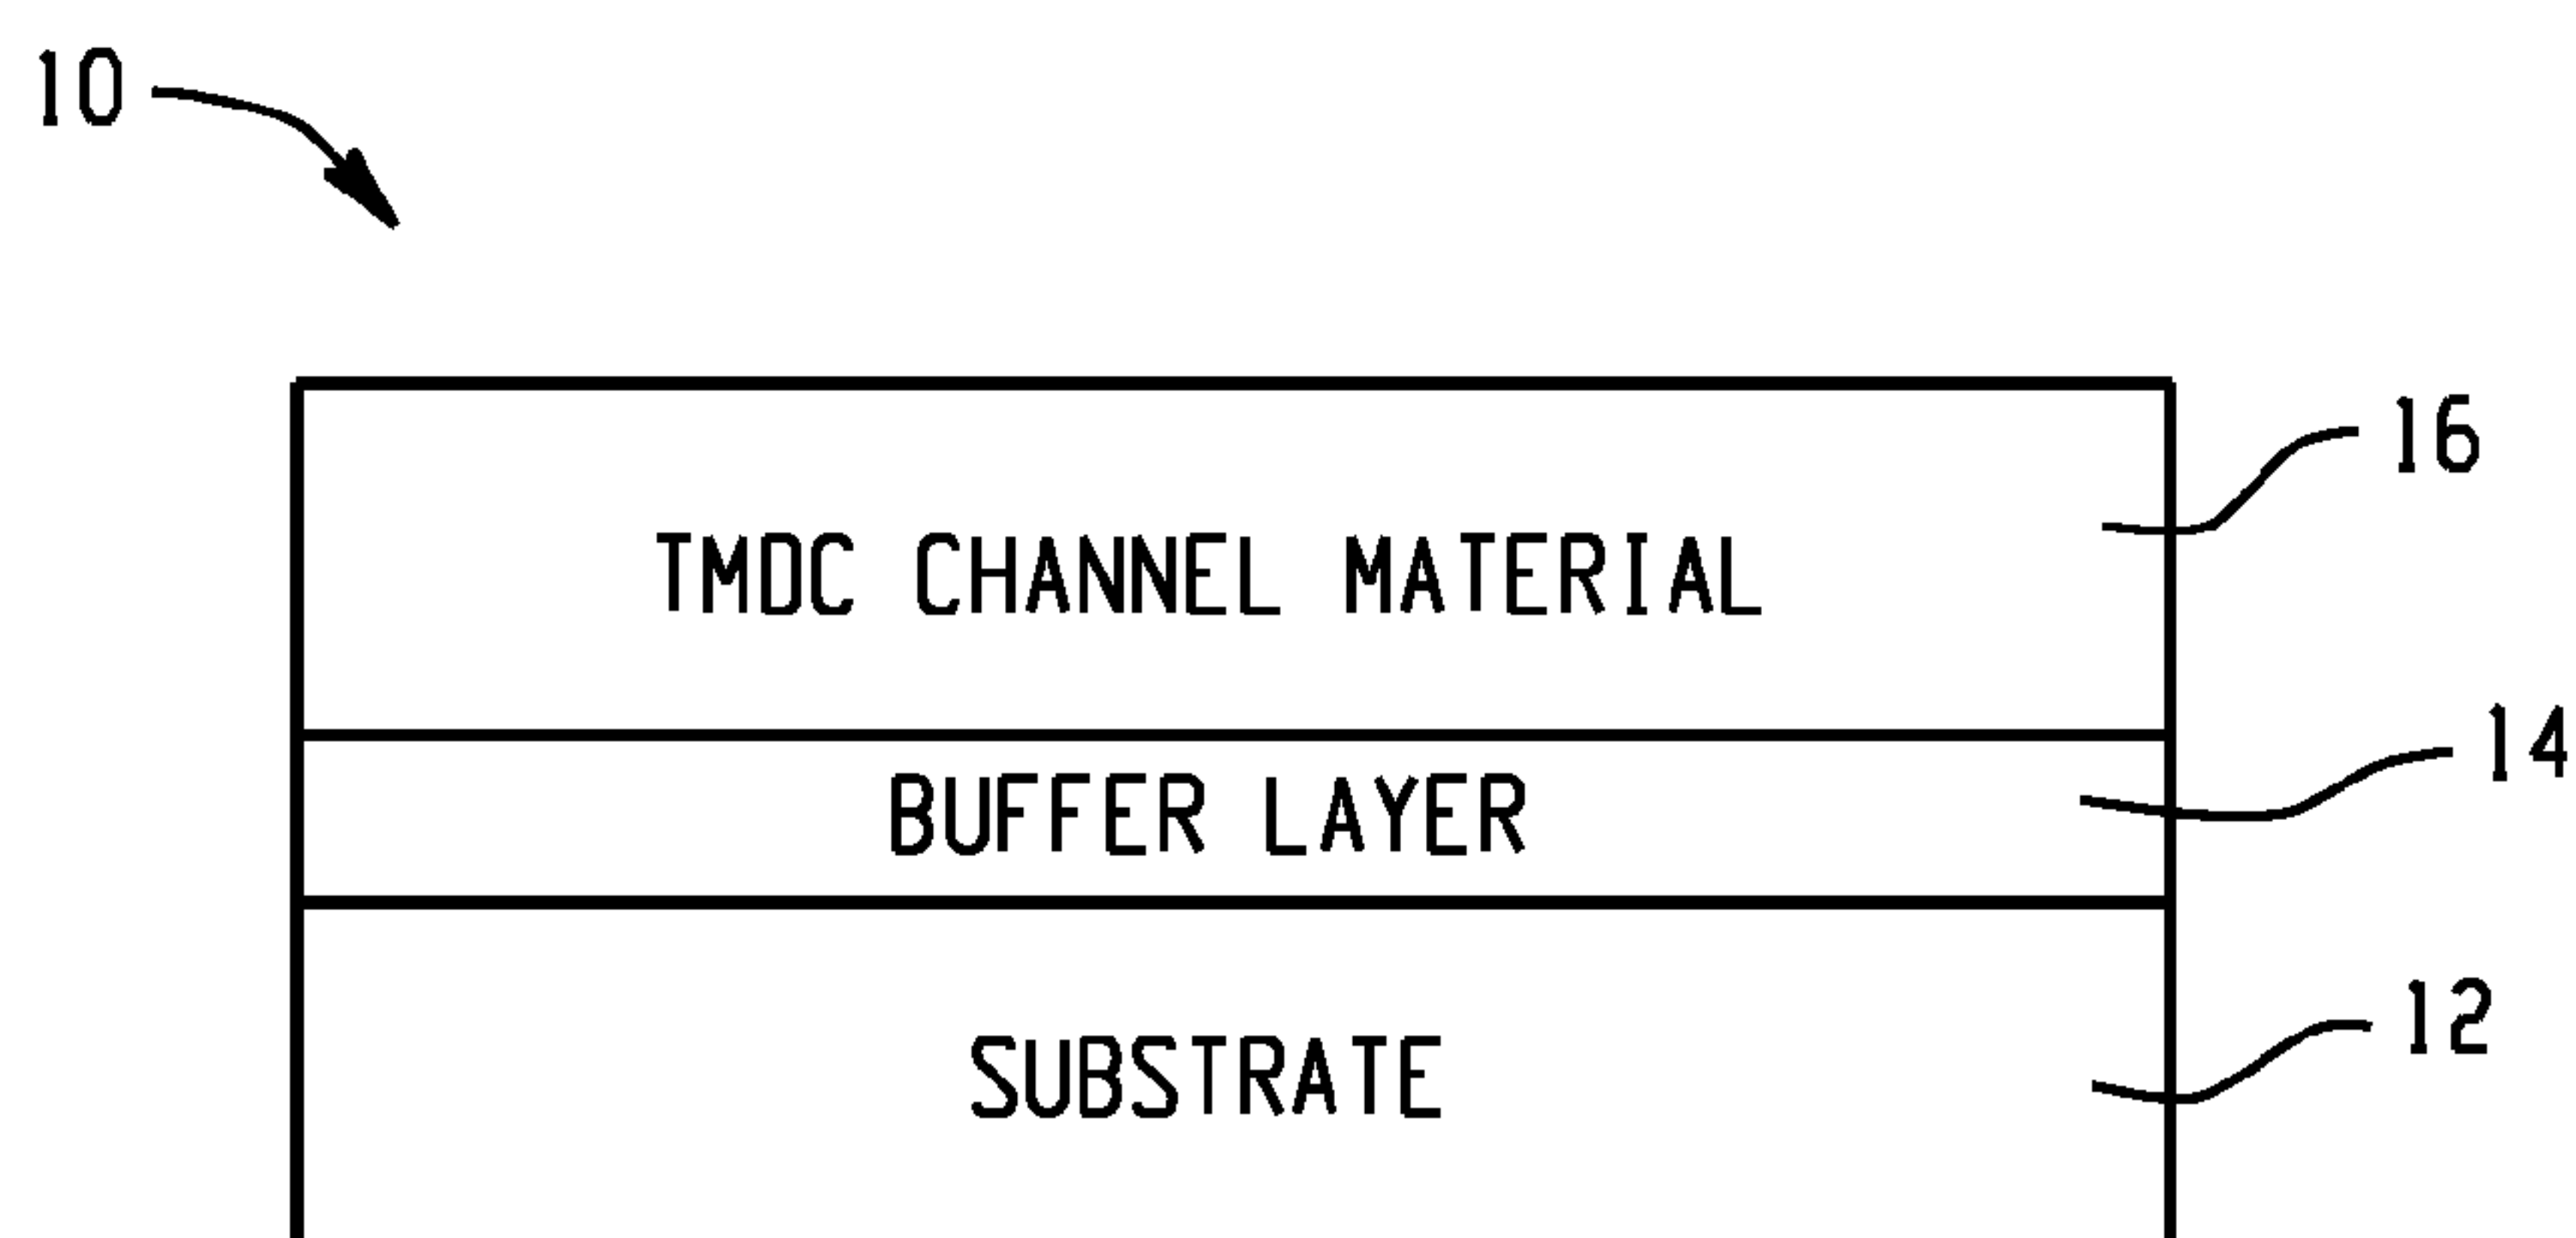 10
16
TMDC CHANNEL MATERIAL
14
BUFFER LAYER
12
SUBSTRATE